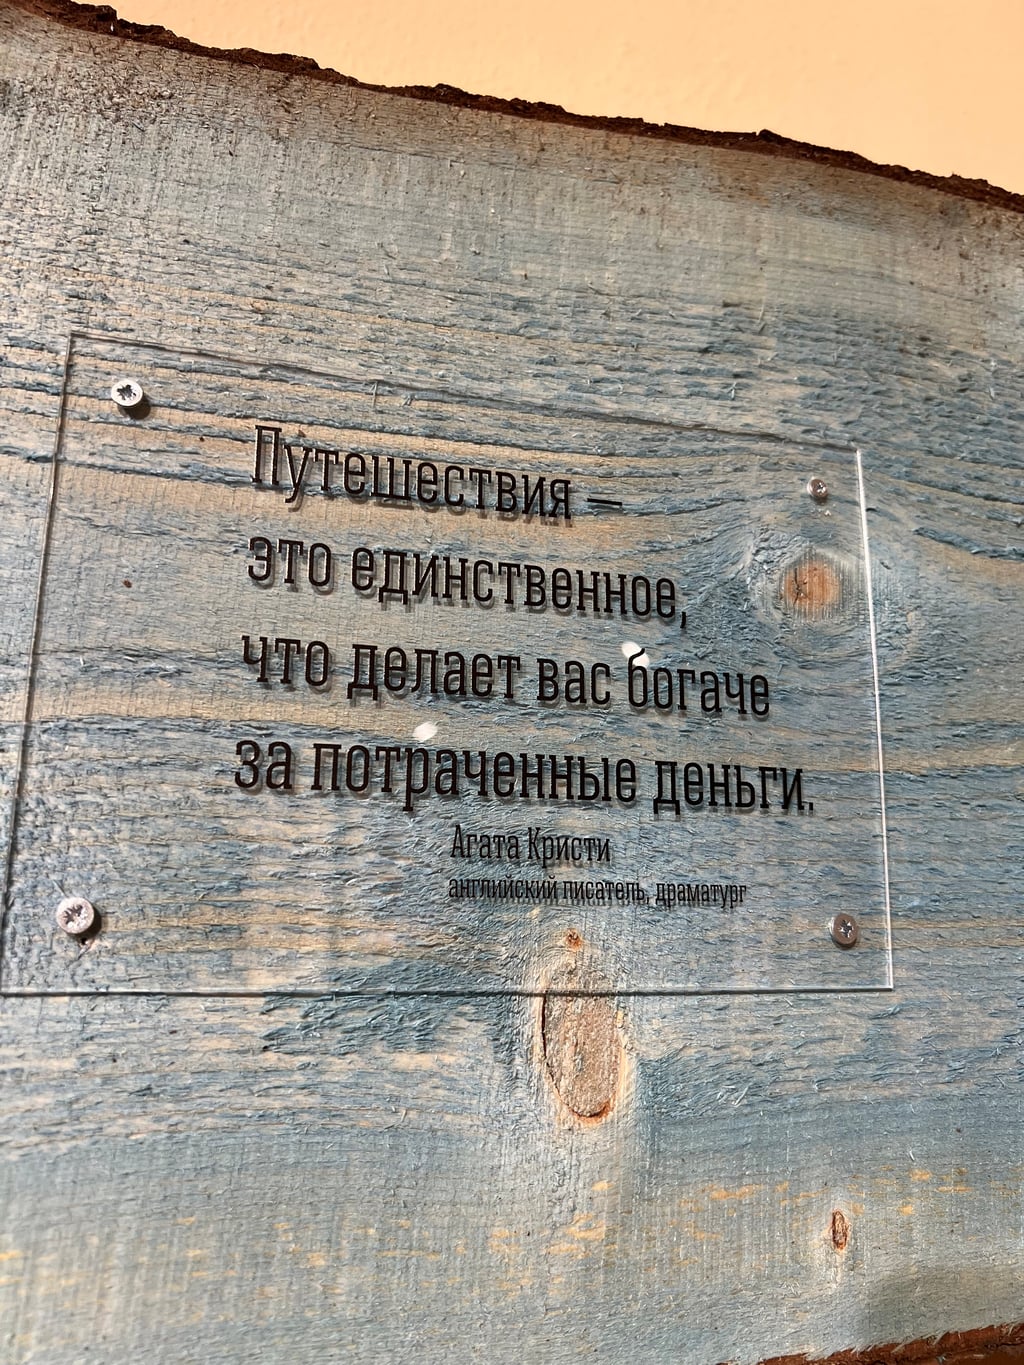 Путешествия –
это единственное,
что делает вас богаче
за потраченные деньги.
Агата Кристи
английский писатель, драматург